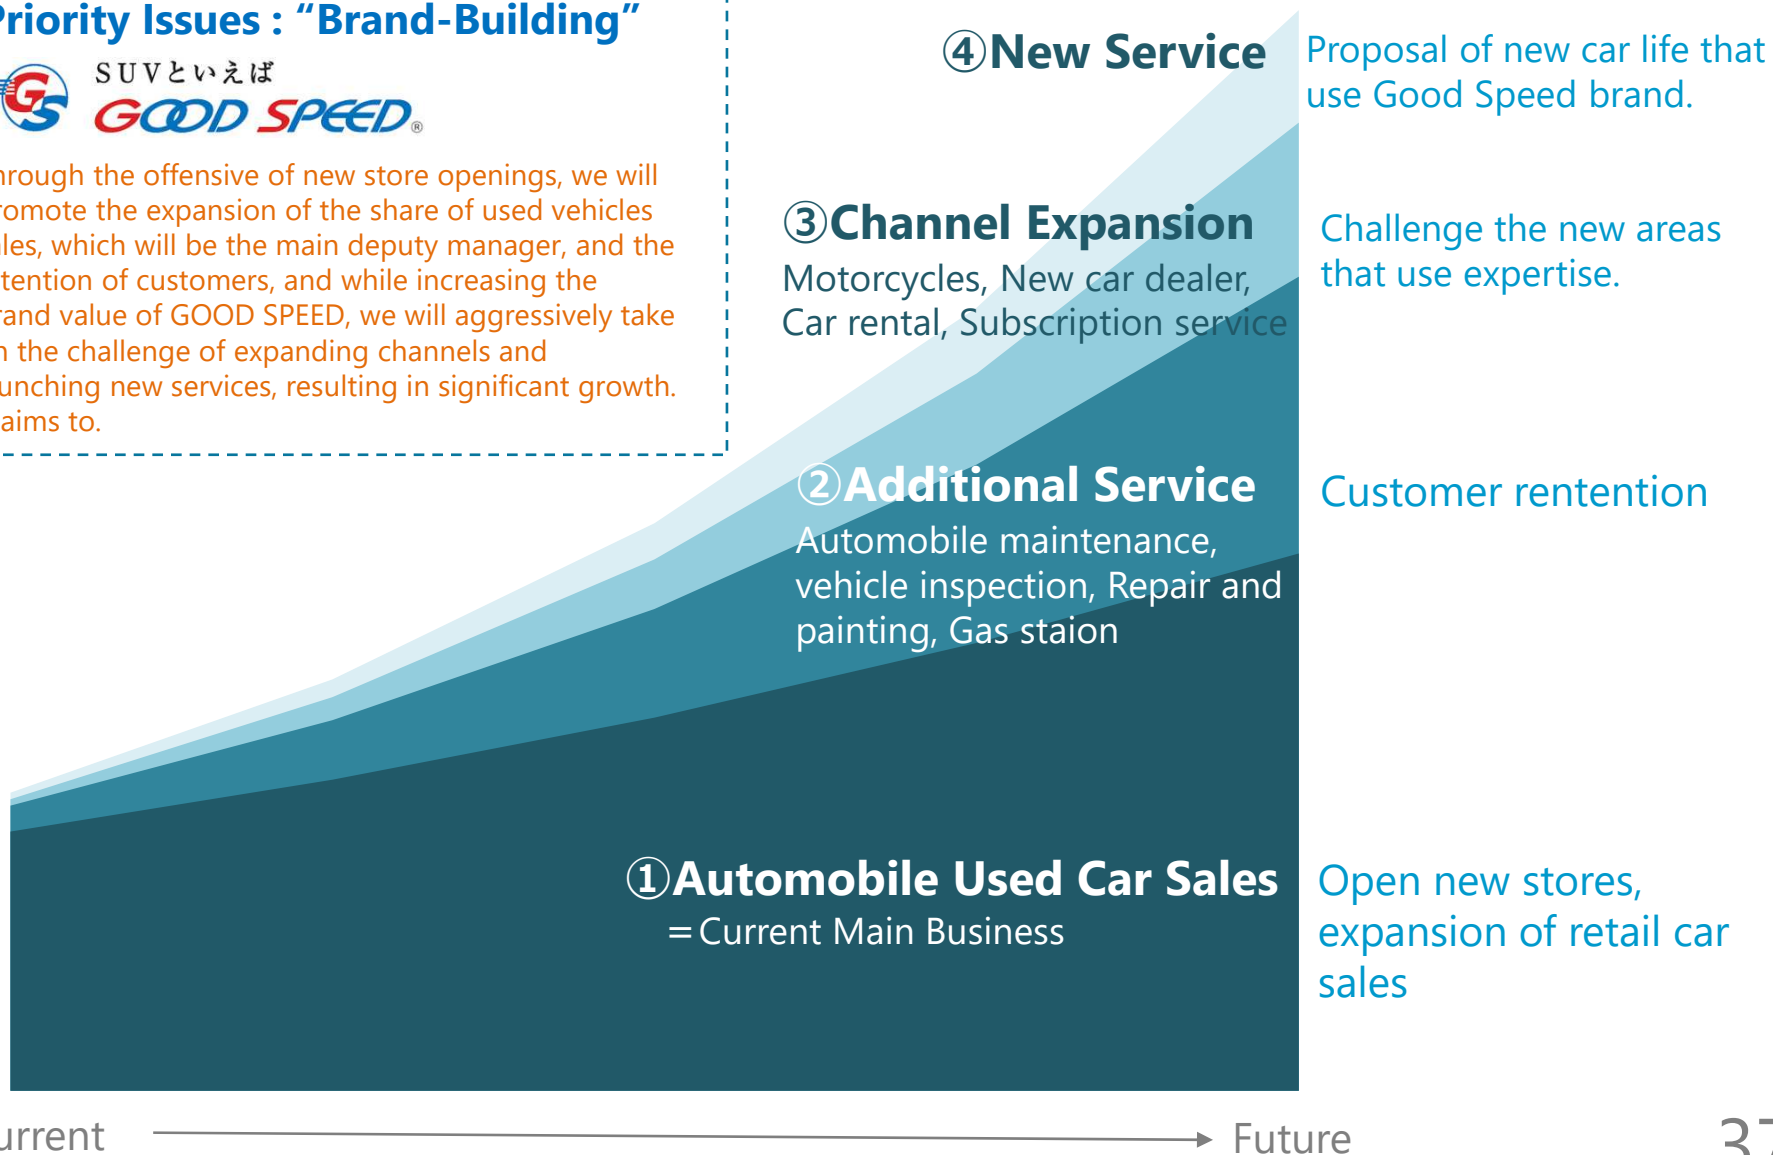 Priority Issues : “Brand-Building”
GS
SUVといえば
GOOD SPEED®
hrough the offensive of new store openings, we will
romote the expansion of the share of used vehicles
ales, which will be the main deputy manager, and the
tention of customers, and while increasing the
rand value of GOOD SPEED, we will aggressively take
n the challenge of expanding channels and
unching new services, resulting in significant growth.
aims to.
④New Service
Proposal of new car life that
use Good Speed brand.
③Channel Expansion
Motorcycles, New car dealer,
Car rental, Subscription service
Challenge the new areas
that use expertise.
②Additional Service
Automobile maintenance,
vehicle inspection, Repair and
painting, Gas staion
Customer rentention
①Automobile Used Car Sales
＝Current Main Business
Open new stores,
expansion of retail car
sales
urrent
Future
37